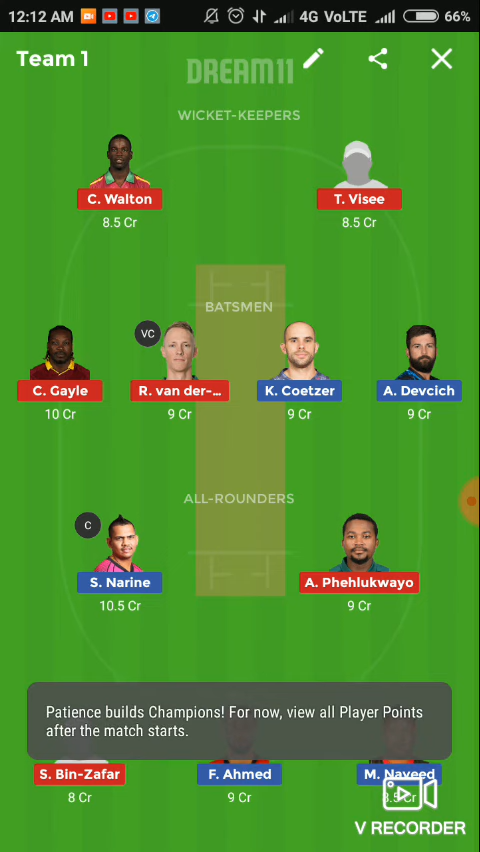 12:12 AM 4G VoLTE 66%
Team 1 DREAM11
WICKET-KEEPERS
C. Walton T. Visee
8.5 Cr 8.5 Cr
BATSMEN
VC
C. Gayle R. van der-... K. Coetzer A. Devcich
10 Cr 9 Cr 9 Cr 9 Cr
ALL-ROUNDERS
C
S. Narine A. Phehlukwayo
10.5 Cr 9 Cr
Patience builds Champions! For now, view all Player Points
after the match starts.
S. Bin-Zafar F. Ahmed M. Naveed
8 Cr 9 Cr 8.5 Cr
V RECORDER